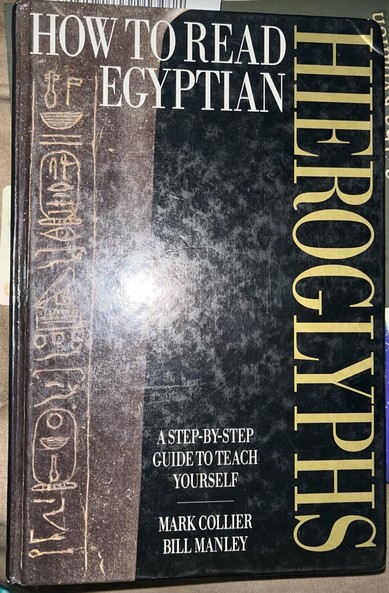 HOW TO READ
EGYPTIAN
HIEROGLYPHS
A STEP-BY-STEP
GUIDE TO TEACH
YOURSELF
MARK COLLIER
BILL MANLEY